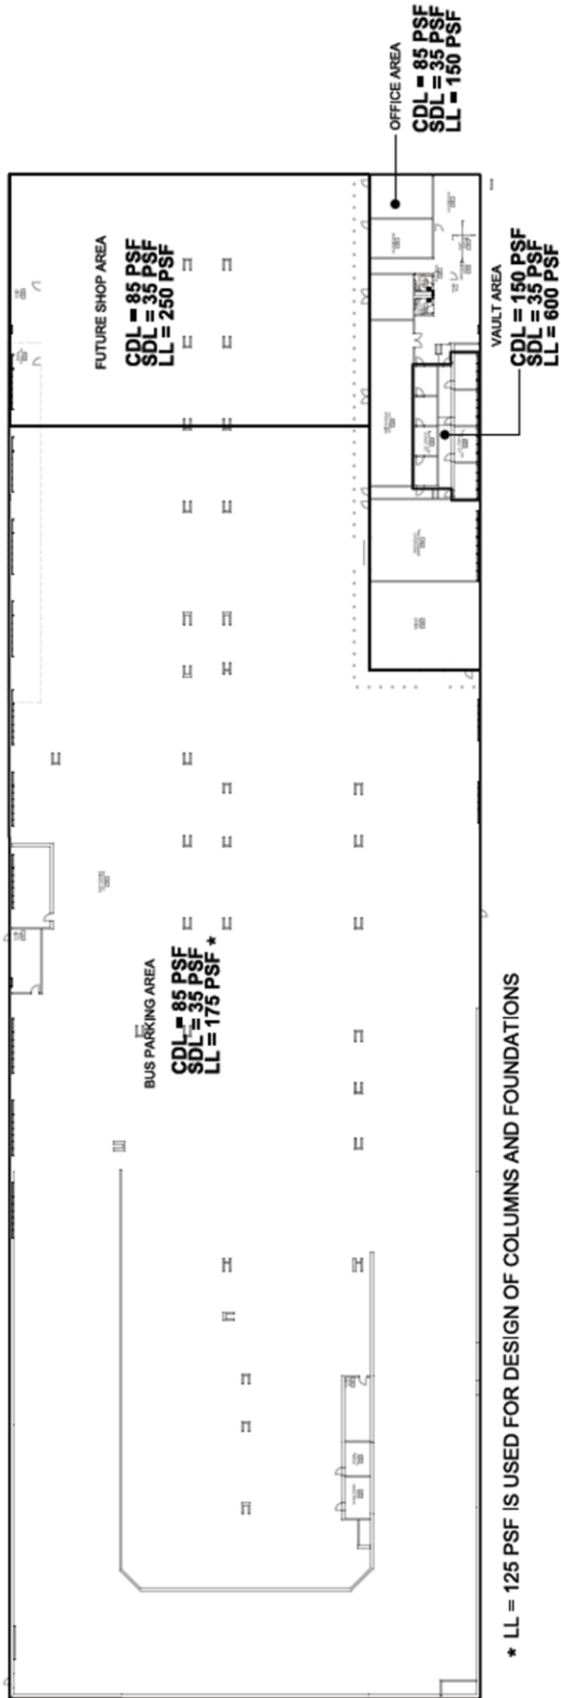 OFFICE AREA
CDL = 85 PSF
SDL = 35 PSF
LL = 150 PSF
FUTURE SHOP AREA
CDL = 85 PSF
SDL = 35 PSF
LL = 250 PSF
VAULT AREA
CDL = 150 PSF
SDL = 35 PSF
LL = 600 PSF
BUS PARKING AREA
CDL = 85 PSF
SDL = 35 PSF
LL = 175 PSF *
* LL = 125 PSF IS USED FOR DESIGN OF COLUMNS AND FOUNDATIONS